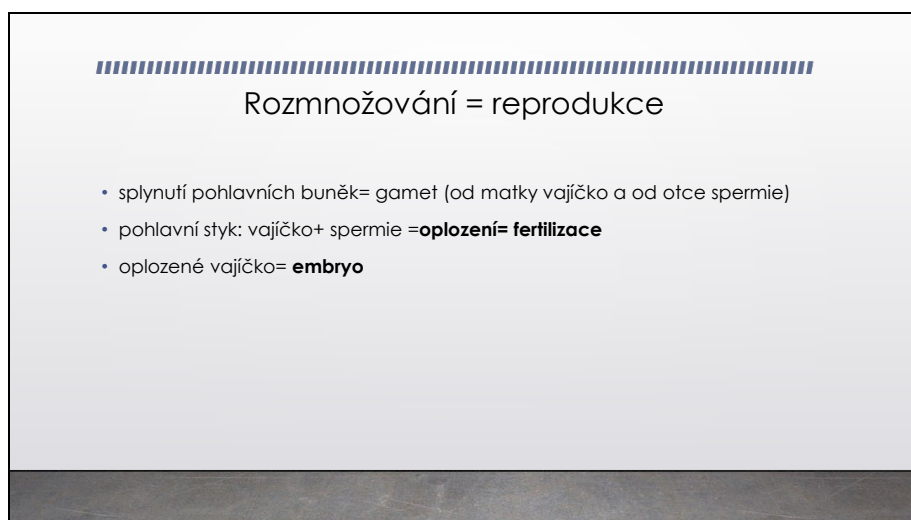 Rozmnožování = reprodukce
• splynutí pohlavních buněk= gamet (od matky vajíčko a od otce spermie)
• pohlavní styk: vajíčko+ spermie =oplození= fertilizace
• oplozené vajíčko= embryo